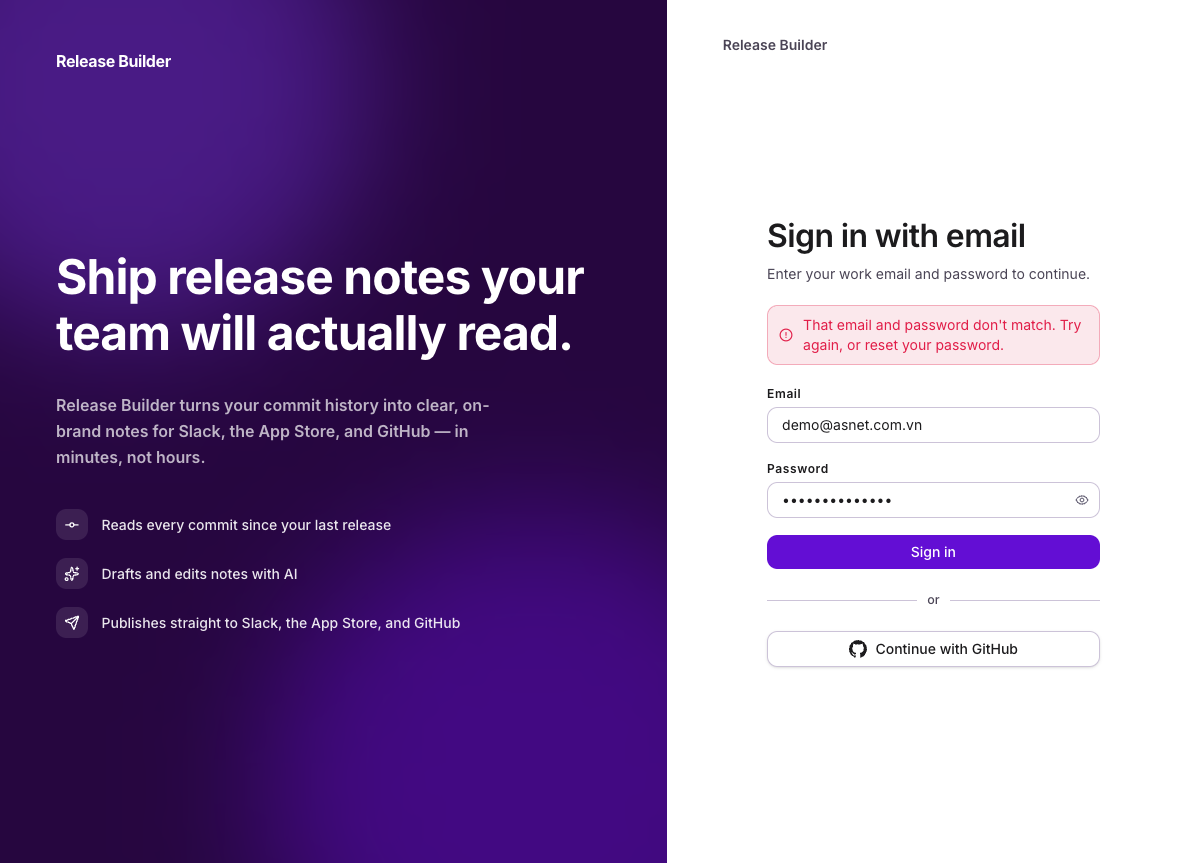 Release Builder
Ship release notes your
team will actually read.
Release Builder turns your commit history into clear, on-
brand notes for Slack, the App Store, and GitHub — in
minutes, not hours.
Reads every commit since your last release
Drafts and edits notes with AI
Publishes straight to Slack, the App Store, and GitHub
Release Builder
Sign in with email
Enter your work email and password to continue.
That email and password don't match. Try
again, or reset your password.
Email
demo@asnet.com.vn
Password
••••••••••••••
Sign in
or
Continue with GitHub